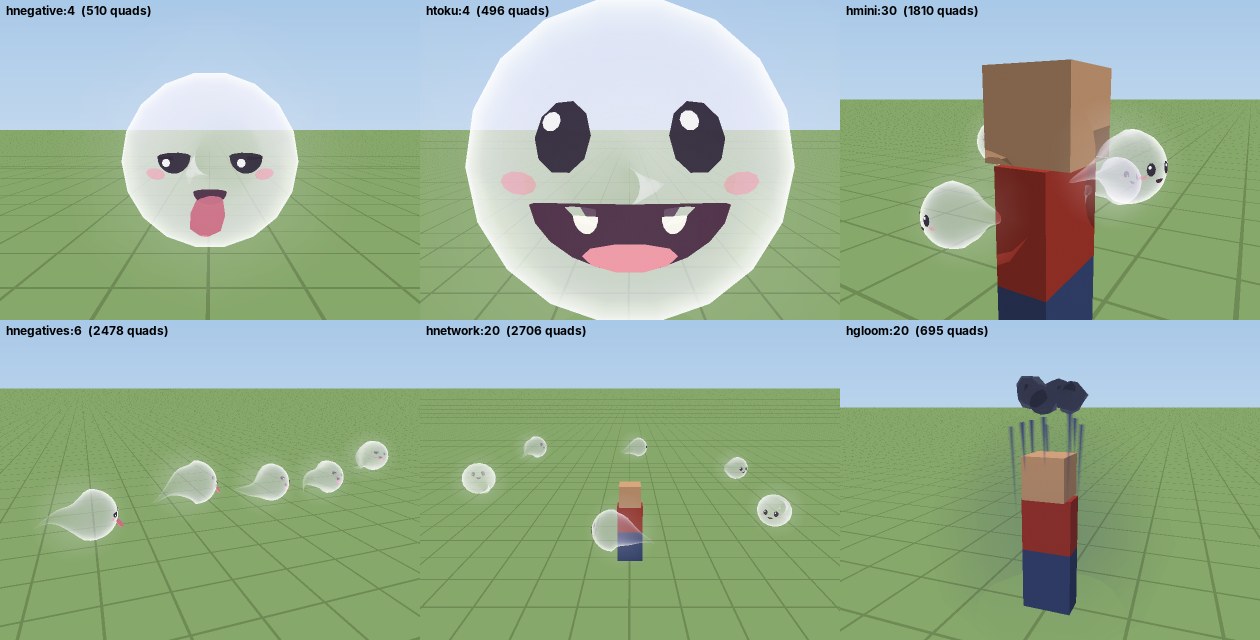 hnegative:4 (510 quads)
htoku:4 (496 quads)
hmini:30 (1810 quads)
hnegatives:6 (2478 quads)
hnetwork:20 (2706 quads)
hgloom:20 (695 quads)